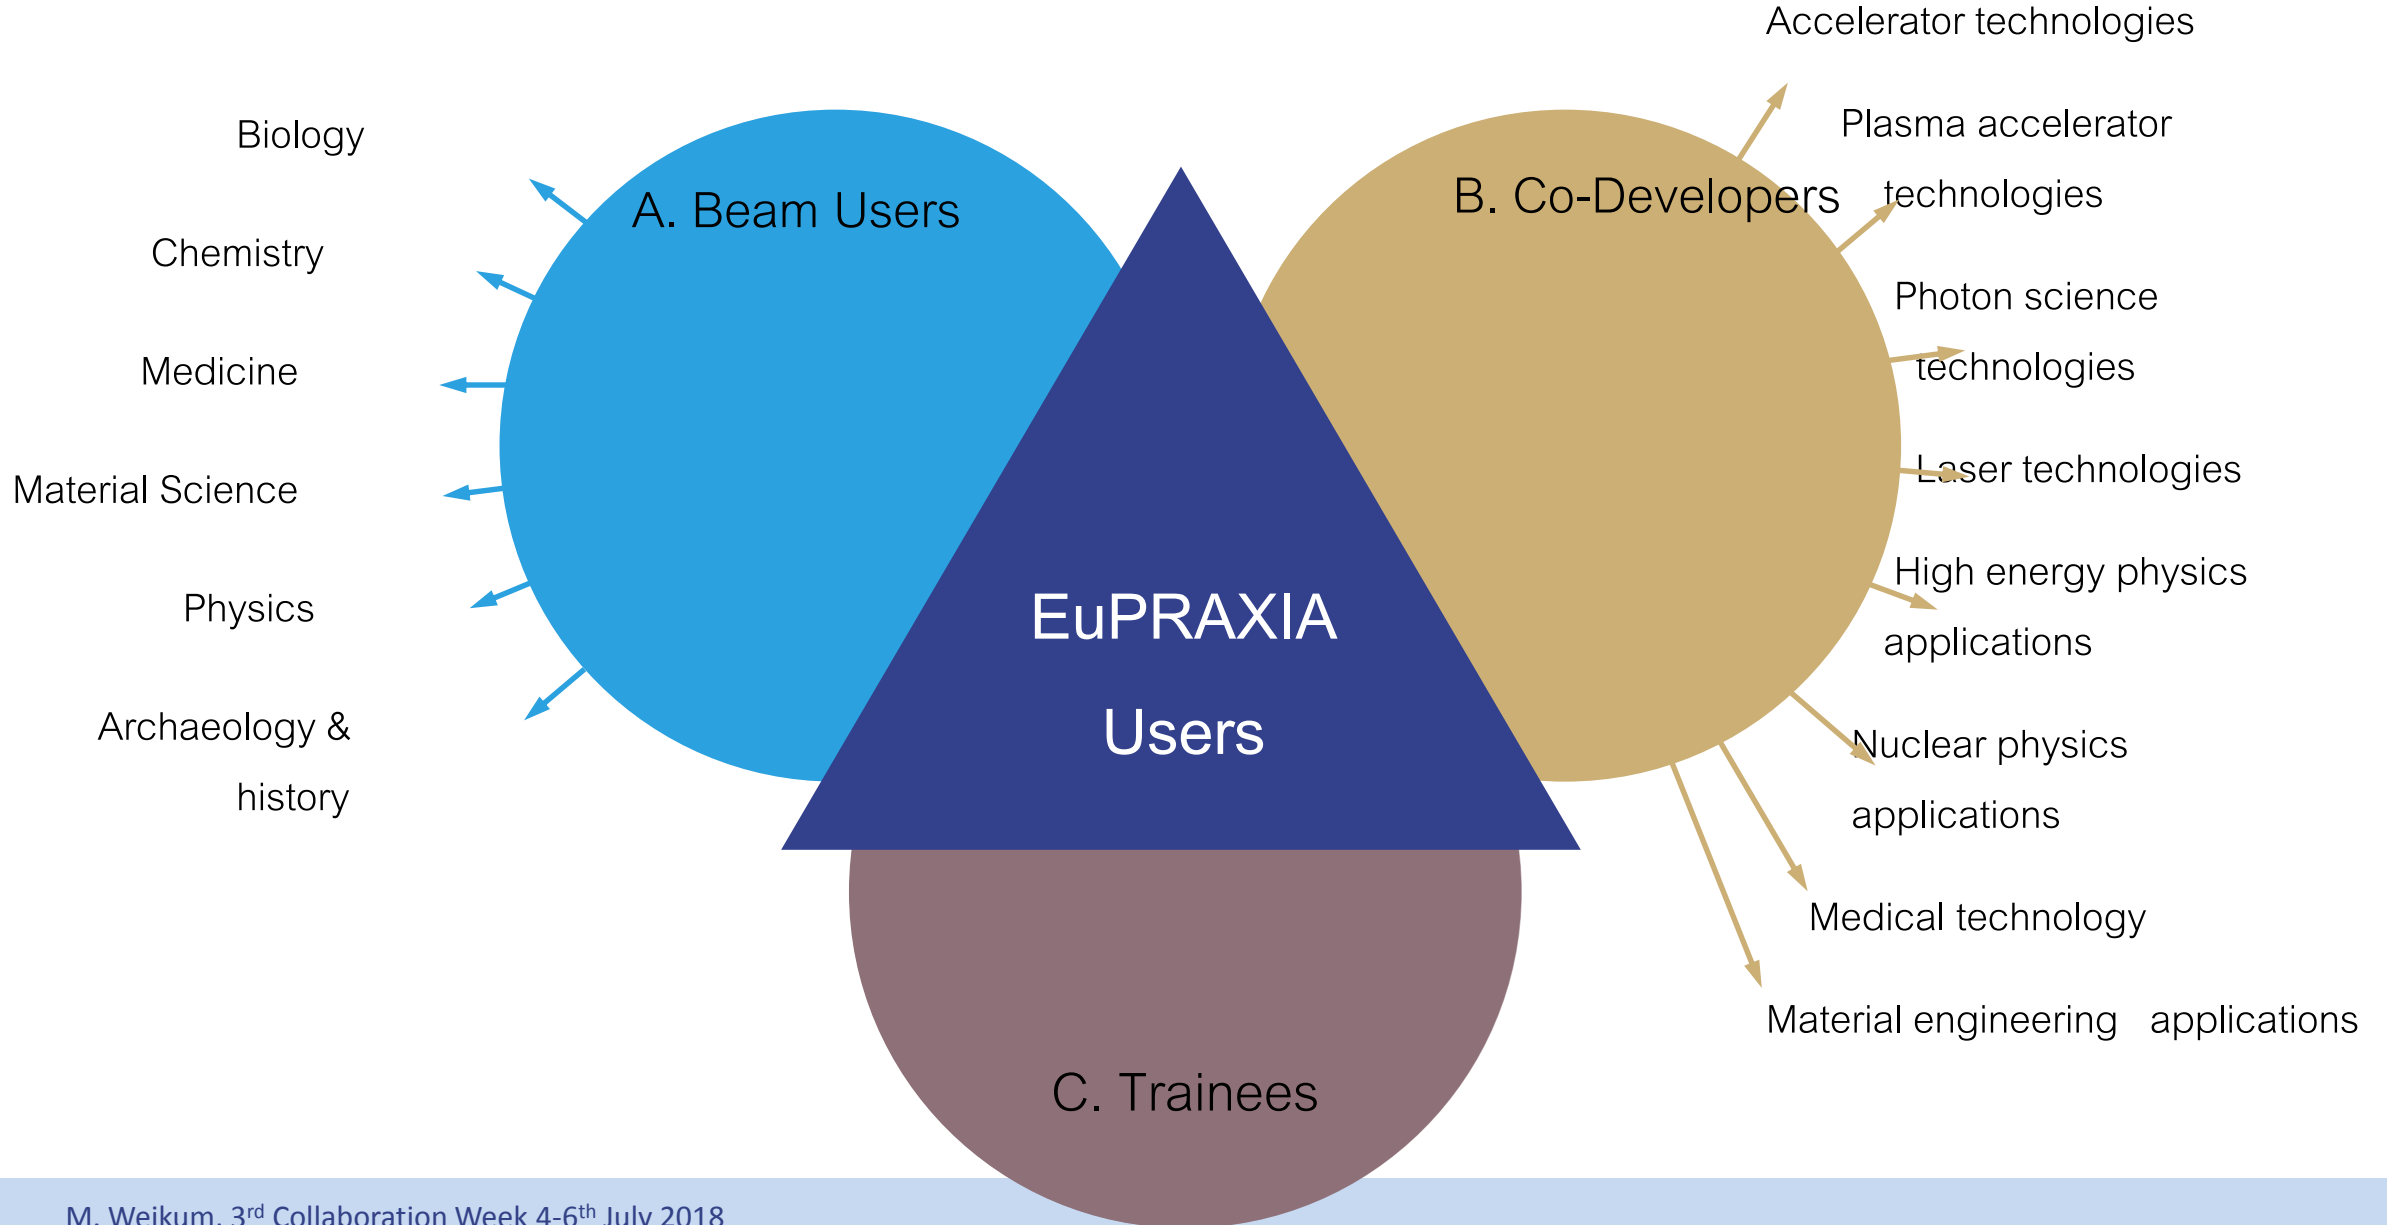 Accelerator technologies
Biology
Plasma accelerator
technologies
A. Beam Users
B. Co-Developers
Chemistry
Photon science
technologies
Medicine
Material Science
Laser technologies
High energy physics
applications
EuPRAXIA
Users
Physics
Archaeology &
history
Nuclear physics
applications
Medical technology
Material engineering applications
C. Trainees
M. Weikum, 3rd Collaboration Week 4-6th July 2018